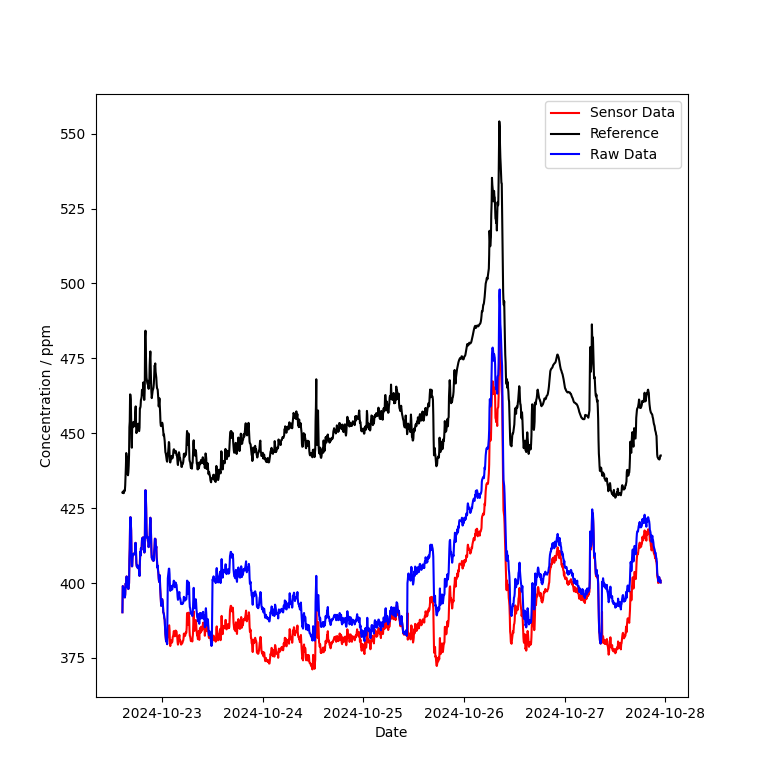 Sensor Data
Reference
Raw Data
550
525
500
475
450
425
400
375
Concentration / ppm
2024-10-23
2024-10-24
2024-10-25
2024-10-26
2024-10-27
2024-10-28
Date